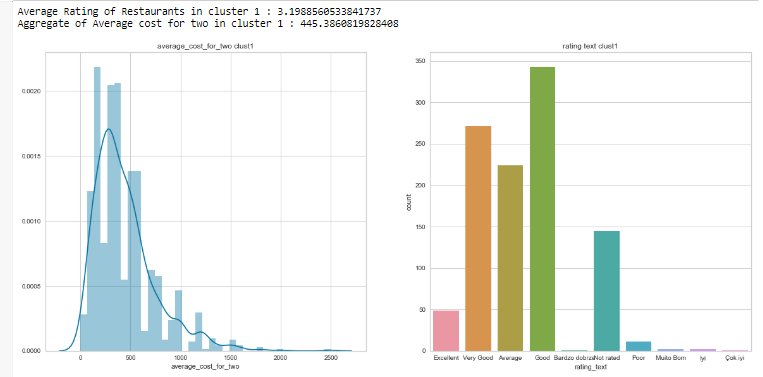 Average Rating of Restaurants in cluster 1 : 3.1988560533841737
Aggregate of Average cost for two in cluster 1 : 445.3860819828408
average_cost_for_two clust1
0.0020
0.0015
0.0010
0.0005
0.0000
0 500 1000 1500 2000 2500
average_cost_for_two
rating text clust1
350
300
250
200
150
100
50
0
count
Excellent Very Good Average Good Bardzo dobrze Not rated Poor Muito Bom İyi Çok iyi
rating_text